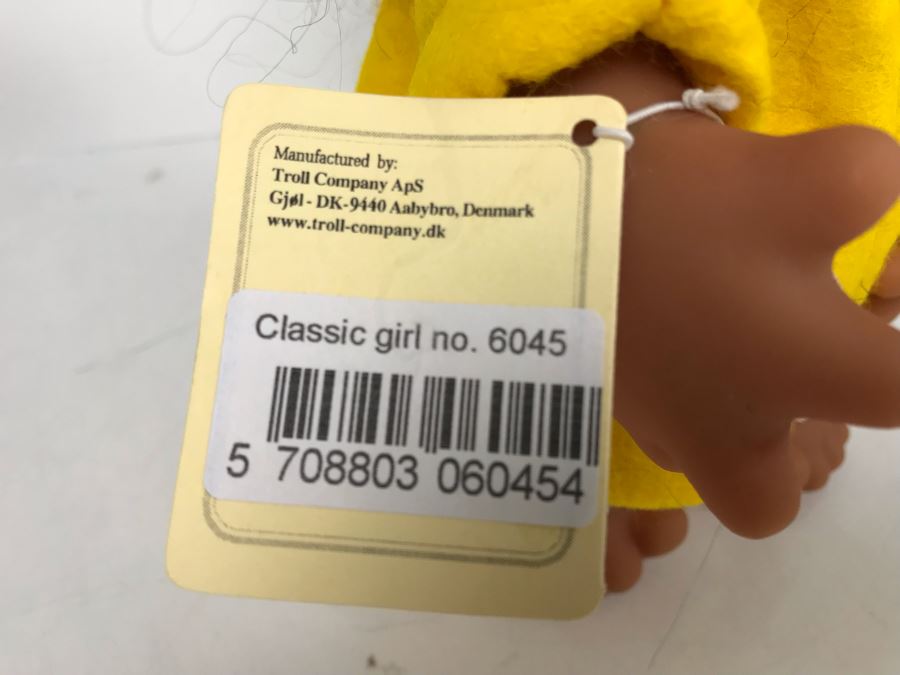 Manufactured by:
Troll Company ApS
Gjøl - DK-9440 Aabybro, Denmark
www.troll-company.dk
Classic girl no. 6045
5 708803 060454